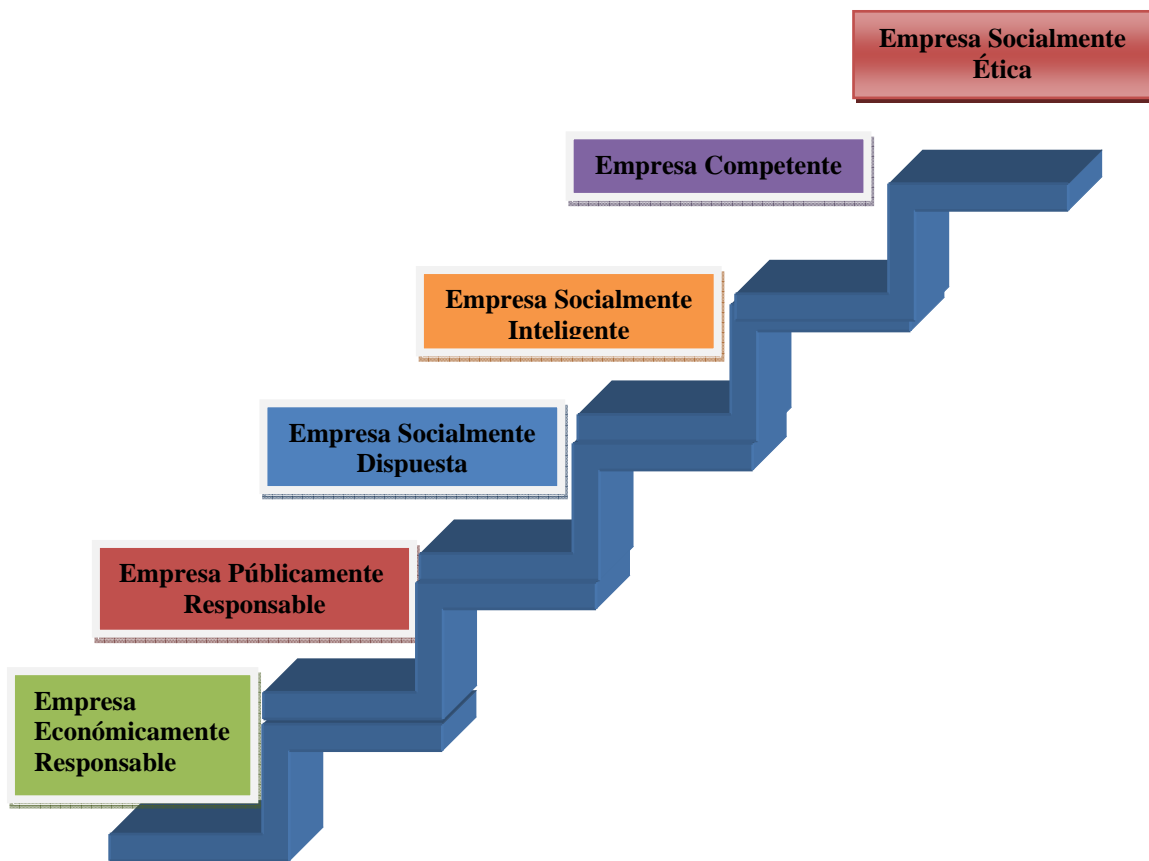 Empresa Socialmente
Ética
Empresa Competente
Empresa Socialmente
Inteligente
Empresa Socialmente
Dispuesta
Empresa Públicamente
Responsable
Empresa
Económicamente
Responsable